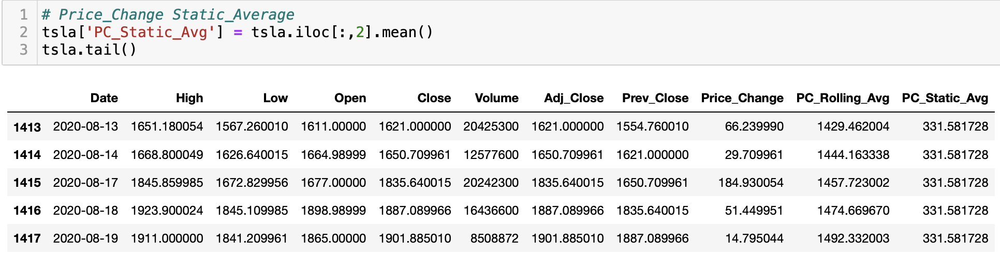 1 # Price_Change Static_Average
2 tsla['PC_Static_Avg'] = tsla.iloc[:,2].mean()
3 tsla.tail()
Date High Low Open Close Volume Adj_Close Prev_Close Price_Change PC_Rolling_Avg PC_Static_Avg
1413 2020-08-13 1651.180054 1567.260010 1611.00000 1621.000000 20425300 1621.000000 1554.760010 66.239990 1429.462004 331.581728
1414 2020-08-14 1668.800049 1626.640015 1664.98999 1650.709961 12577600 1650.709961 1621.000000 29.709961 1444.163338 331.581728
1415 2020-08-17 1845.859985 1672.829956 1677.00000 1835.640015 20242300 1835.640015 1650.709961 184.930054 1457.723002 331.581728
1416 2020-08-18 1923.900024 1845.109985 1898.98999 1887.089966 16436600 1887.089966 1835.640015 51.449951 1474.669670 331.581728
1417 2020-08-19 1911.000000 1841.209961 1865.00000 1901.885010 8508872 1901.885010 1887.089966 14.795044 1492.332003 331.581728